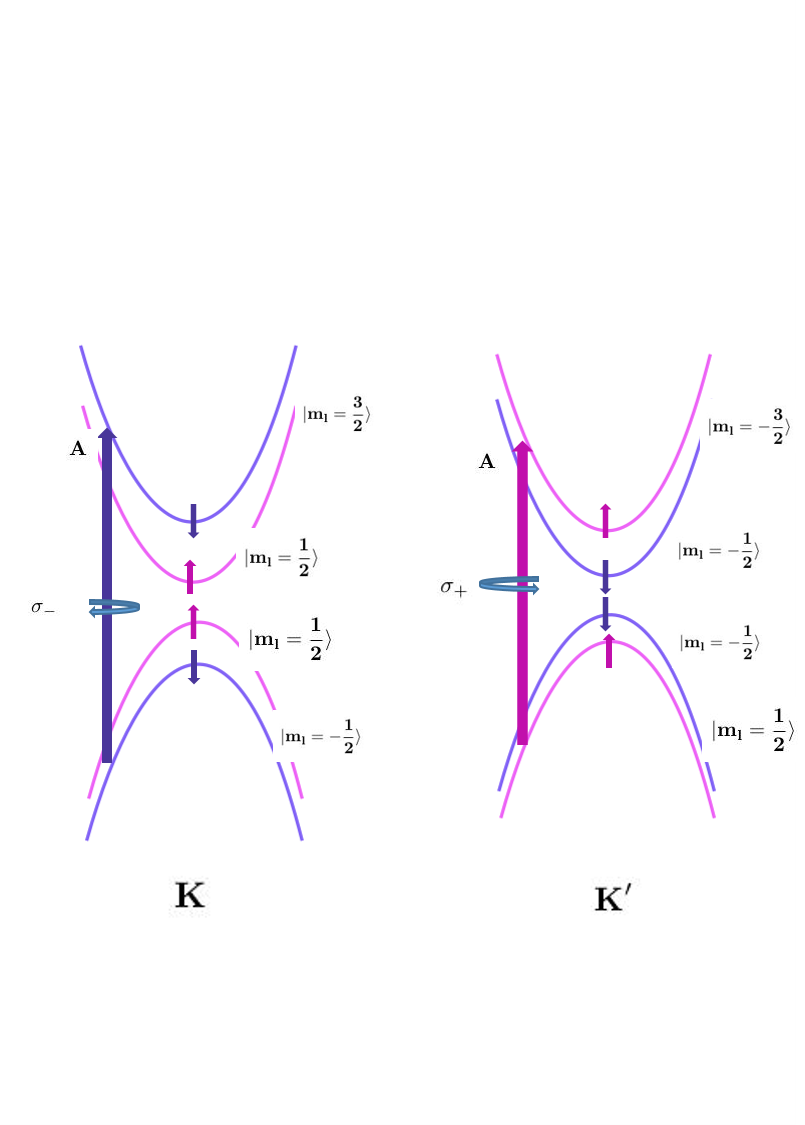 |m_l = 3/2⟩
A
|m_l = 1/2⟩
σ_−
|m_l = 1/2⟩
|m_l = −1/2⟩
K
|m_l = −3/2⟩
A
|m_l = −1/2⟩
σ_+
|m_l = −1/2⟩
|m_l = 1/2⟩
K′